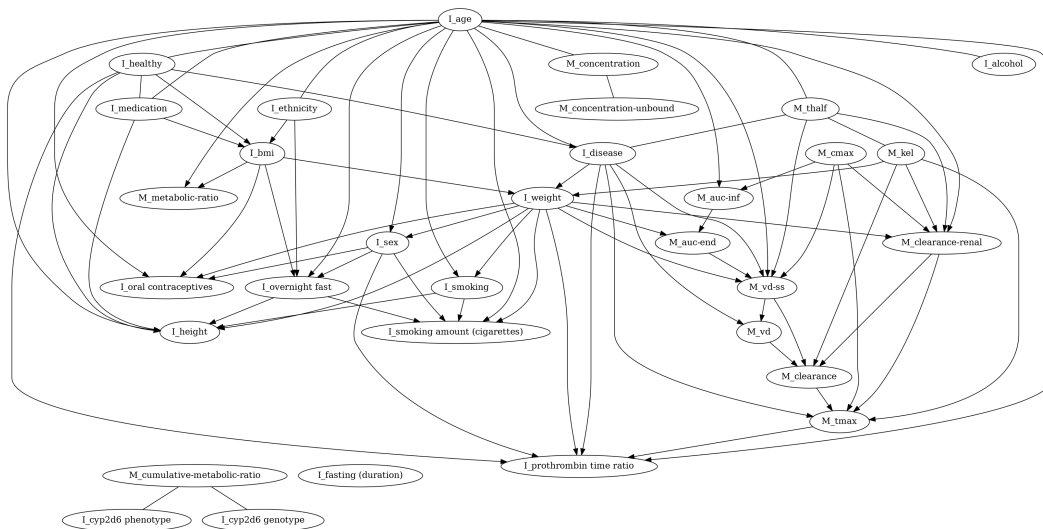 I_age
I_healthy
M_concentration
I_alcohol
I_medication
I_ethnicity
M_concentration-unbound
M_thalf
I_bmi
I_disease
M_cmax
M_kel
M_metabolic-ratio
I_weight
M_auc-inf
I_sex
M_auc-end
M_clearance-renal
I_oral contraceptives
I_overnight fast
I_smoking
M_vd-ss
I_height
I_smoking amount (cigarettes)
M_vd
M_clearance
M_tmax
I_prothrombin time ratio
M_cumulative-metabolic-ratio
I_fasting (duration)
I_cyp2d6 phenotype
I_cyp2d6 genotype